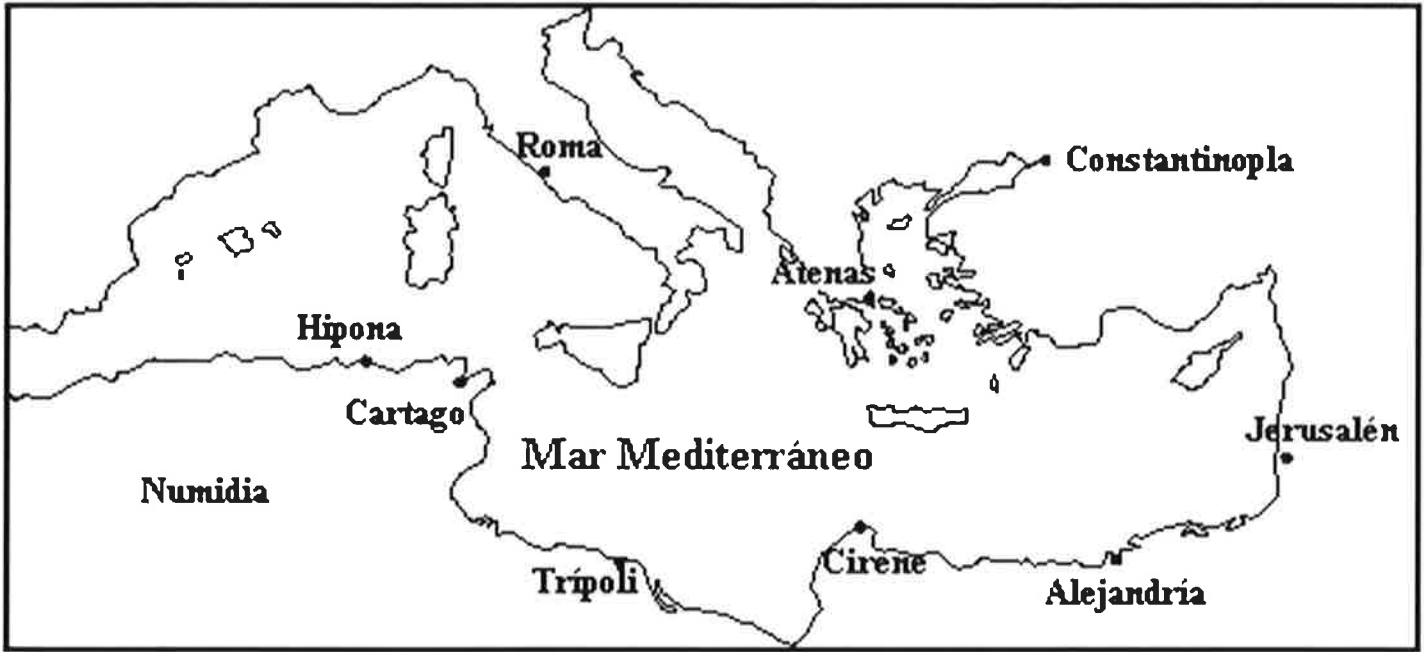 Roma
Constantinopla
Atenas
Hipona
Cartago
Jerusalén
Mar Mediterráneo
Numidia
Cirene
Trípoli
Alejandría